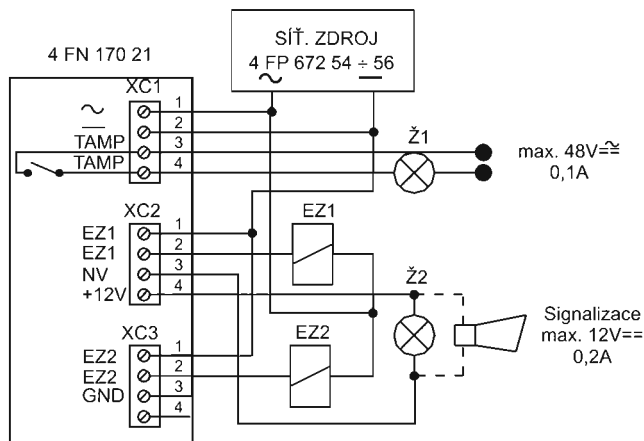 SÍŤ. ZDROJ
4 FP 672 54 ÷ 56
4 FN 170 21
XC1
1
2
TAMP 3
TAMP 4
Ž1
max. 48V
0,1A
XC2
EZ1 1
EZ1 2
NV 3
+12V 4
EZ1
Ž2
Signalizace
max. 12V==
0,2A
XC3
EZ2 1
EZ2 2
GND 3
4
EZ2